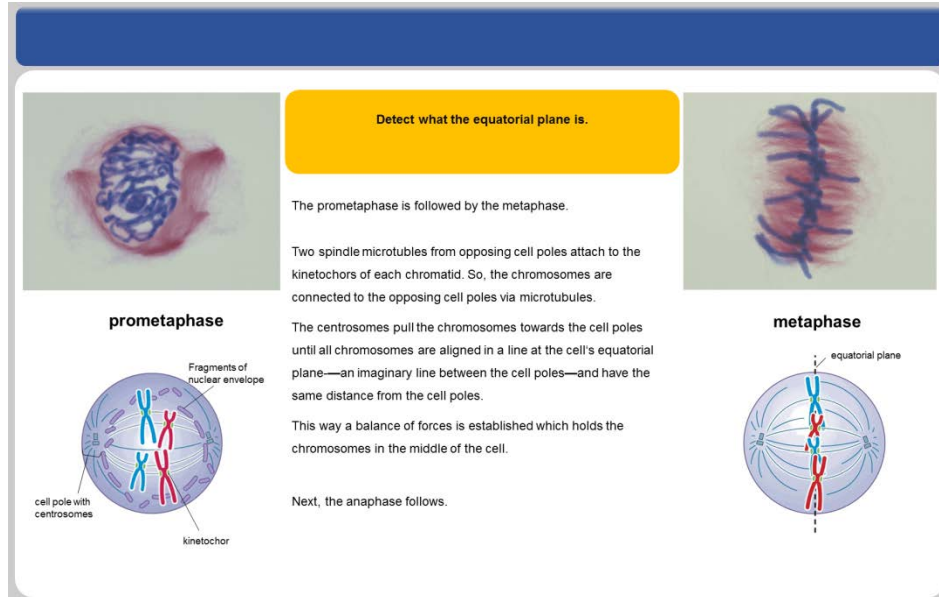 Detect what the equatorial plane is.
The prometaphase is followed by the metaphase.
Two spindle microtubles from opposing cell poles attach to the
kinetochors of each chromatid. So, the chromosomes are
connected to the opposing cell poles via microtubules.
The centrosomes pull the chromosomes towards the cell poles
until all chromosomes are aligned in a line at the cell's equatorial
plane-—an imaginary line between the cell poles—and have the
same distance from the cell poles.
This way a balance of forces is established which holds the
chromosomes in the middle of the cell.
Next, the anaphase follows.
prometaphase
Fragments of
nuclear envelope
cell pole with
centrosomes
kinetochor
metaphase
equatorial plane